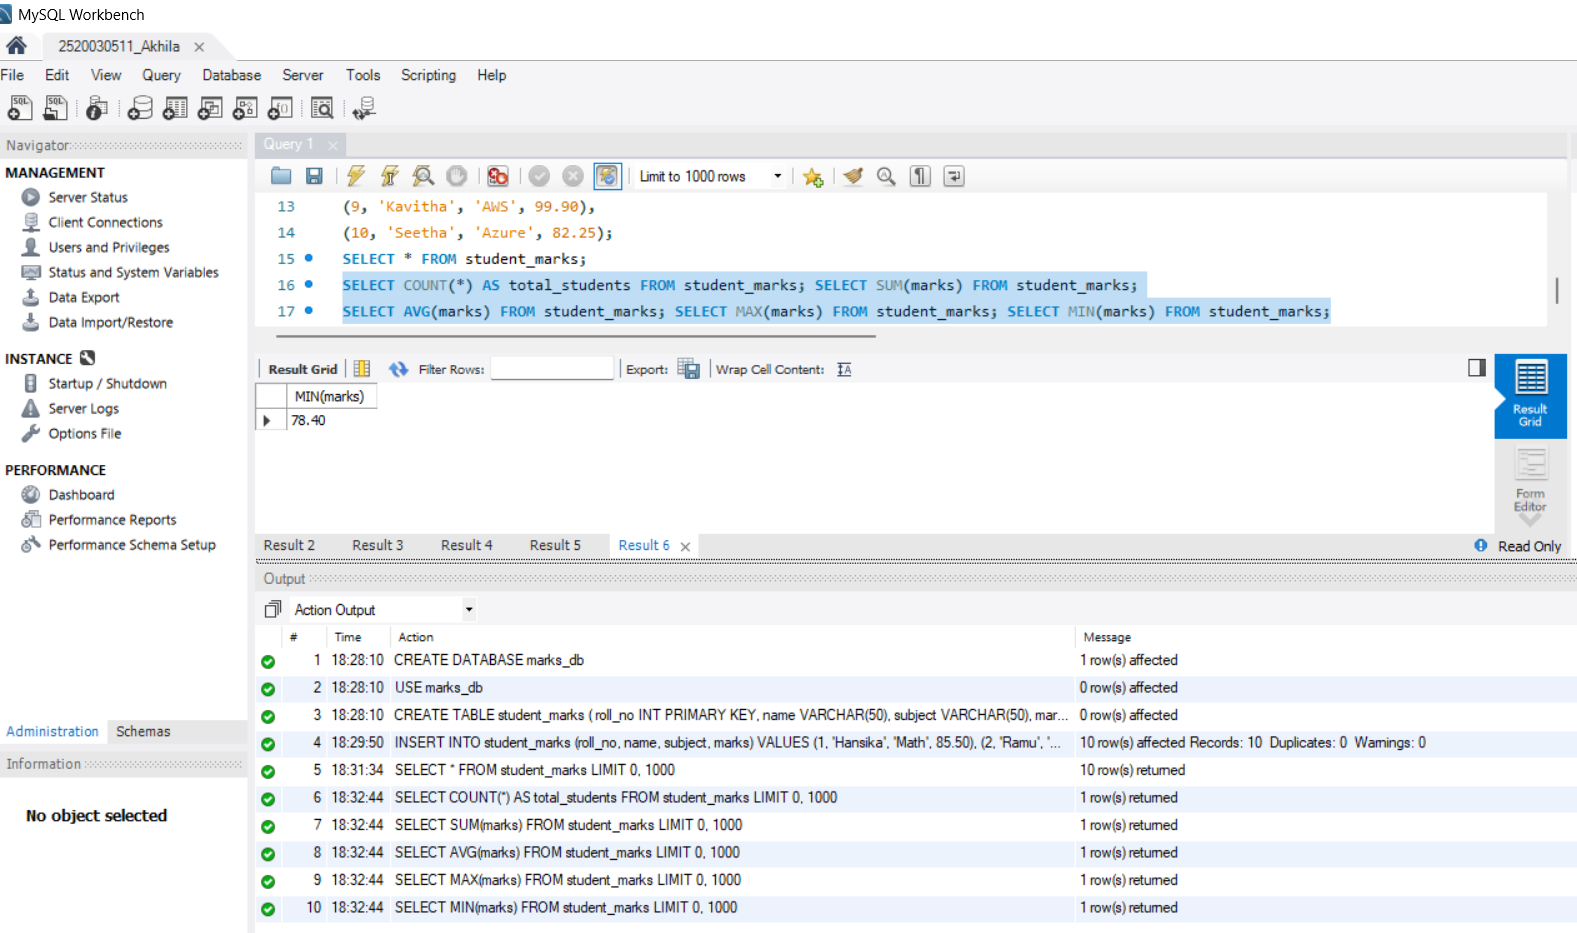 MySQL Workbench
2520030511_Akhila
File Edit View Query Database Server Tools Scripting Help
Navigator
MANAGEMENT
Server Status
Client Connections
Users and Privileges
Status and System Variables
Data Export
Data Import/Restore
INSTANCE
Startup / Shutdown
Server Logs
Options File
PERFORMANCE
Dashboard
Performance Reports
Performance Schema Setup
Administration Schemas
Information
No object selected
Query 1
Limit to 1000 rows
13 (9, 'Kavitha', 'AWS', 99.90),
14 (10, 'Seetha', 'Azure', 82.25);
15 SELECT * FROM student_marks;
16 SELECT COUNT(*) AS total_students FROM student_marks; SELECT SUM(marks) FROM student_marks;
17 SELECT AVG(marks) FROM student_marks; SELECT MAX(marks) FROM student_marks; SELECT MIN(marks) FROM student_marks;
Result Grid Filter Rows: Export: Wrap Cell Content:
MIN(marks)
78.40
Result
Grid
Form
Editor
Result 2 Result 3 Result 4 Result 5 Result 6 Read Only
Output
Action Output
# Time Action Message
1 18:28:10 CREATE DATABASE marks_db 1 row(s) affected
2 18:28:10 USE marks_db 0 row(s) affected
3 18:28:10 CREATE TABLE student_marks ( roll_no INT PRIMARY KEY, name VARCHAR(50), subject VARCHAR(50), mar... 0 row(s) affected
4 18:29:50 INSERT INTO student_marks (roll_no, name, subject, marks) VALUES (1, 'Hansika', 'Math', 85.50), (2, 'Ramu', '... 10 row(s) affected Records: 10 Duplicates: 0 Warnings: 0
5 18:31:34 SELECT * FROM student_marks LIMIT 0, 1000 10 row(s) returned
6 18:32:44 SELECT COUNT(*) AS total_students FROM student_marks LIMIT 0, 1000 1 row(s) returned
7 18:32:44 SELECT SUM(marks) FROM student_marks LIMIT 0, 1000 1 row(s) returned
8 18:32:44 SELECT AVG(marks) FROM student_marks LIMIT 0, 1000 1 row(s) returned
9 18:32:44 SELECT MAX(marks) FROM student_marks LIMIT 0, 1000 1 row(s) returned
10 18:32:44 SELECT MIN(marks) FROM student_marks LIMIT 0, 1000 1 row(s) returned